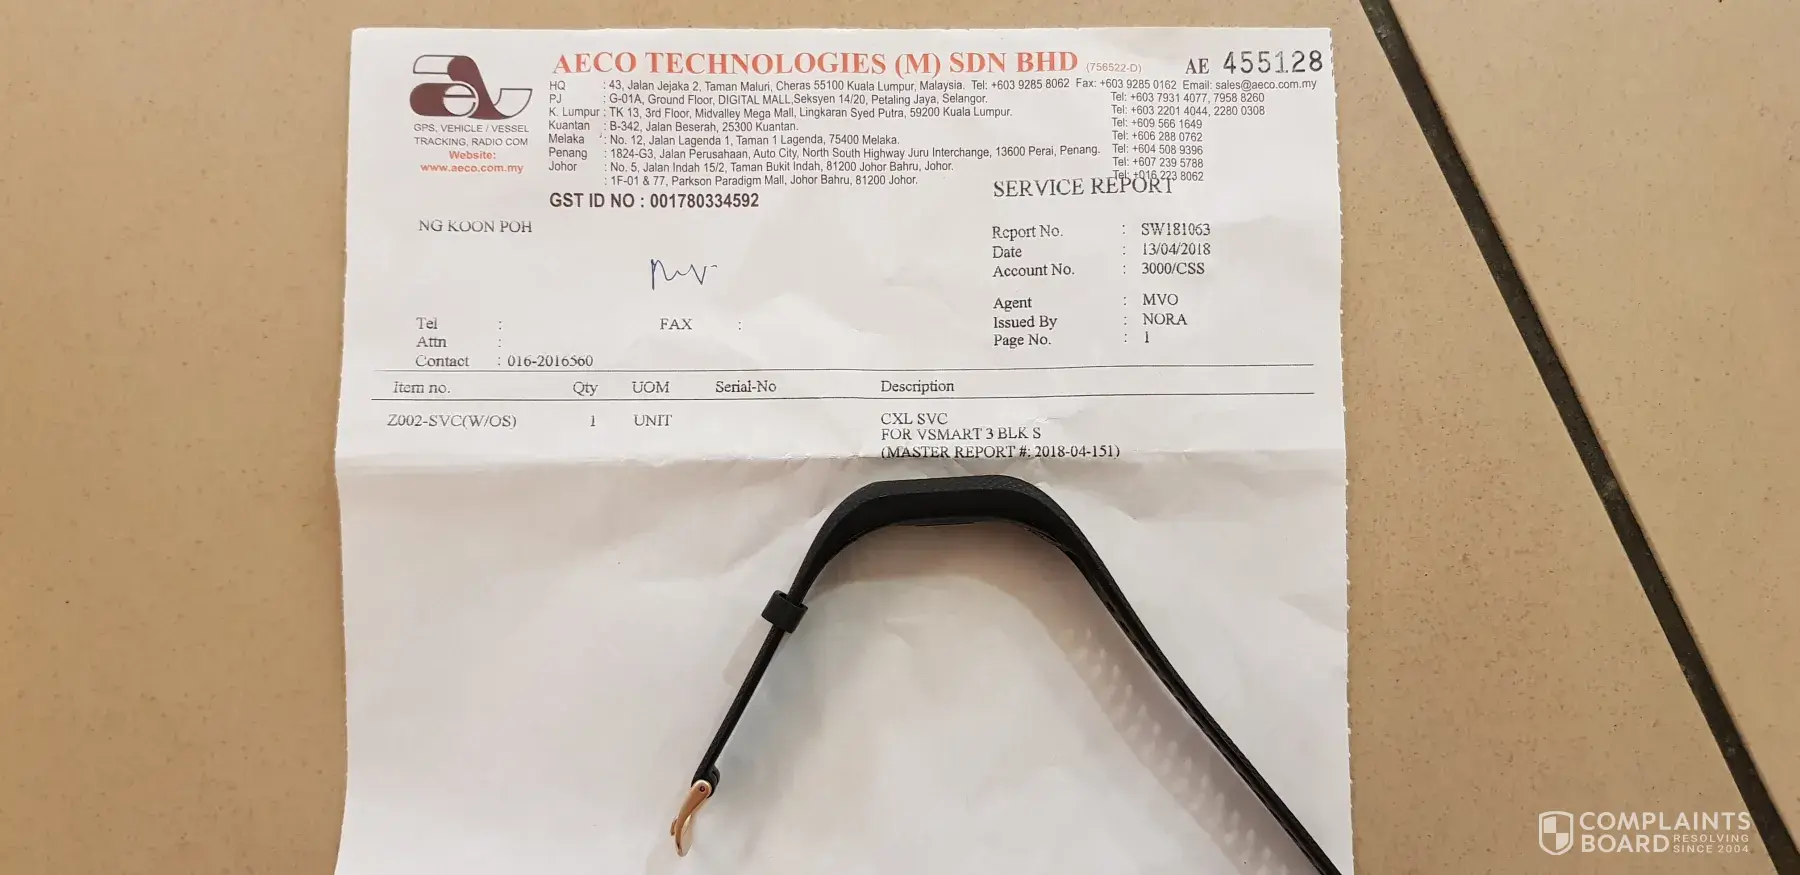 AECO TECHNOLOGIES (M) SDN BHD (756522-D) AE 455128
GPS, VEHICLE / VESSEL
TRACKING, RADIO COM
Website:
www.aeco.com.my
HQ : 43, Jalan Jejaka 2, Taman Maluri, Cheras 55100 Kuala Lumpur, Malaysia. Tel: +603 9285 8062 Fax: +603 9285 0162 Email: sales@aeco.com.my
PJ : G-01A, Ground Floor, DIGITAL MALL,Seksyen 14/20, Petaling Jaya, Selangor. Tel: +603 7931 4077, 7958 8260
K. Lumpur : TK 13, 3rd Floor, Midvalley Mega Mall, Lingkaran Syed Putra, 59200 Kuala Lumpur. Tel: +603 2201 4044, 2280 0308
Kuantan : B-342, Jalan Beserah, 25300 Kuantan. Tel: +609 566 1649
Melaka : No. 12, Jalan Lagenda 1, Taman 1 Lagenda, 75400 Melaka. Tel: +606 288 0762
Penang : 1824-G3, Jalan Perusahaan, Auto City, North South Highway Juru Interchange, 13600 Perai, Penang. Tel: +604 508 9396
Johor : No. 5, Jalan Indah 15/2, Taman Bukit Indah, 81200 Johor Bahru, Johor. Tel: +607 239 5788
: 1F-01 & 77, Parkson Paradigm Mall, Johor Bahru, 81200 Johor. Tel: +016 223 8062
GST ID NO : 001780334592
SERVICE REPORT
NG KOON POH
Report No. : SW181063
Date : 13/04/2018
Account No. : 3000/CSS
Agent : MVO
Issued By : NORA
Page No. : 1
Tel : FAX :
Attn :
Contact : 016-2016560
Item no. Qty UOM Serial-No Description
Z002-SVC(W/OS) 1 UNIT CXL SVC
FOR VSMART 3 BLK S
(MASTER REPORT #: 2018-04-151)
COMPLAINTS
BOARD RESOLVING
SINCE 2004